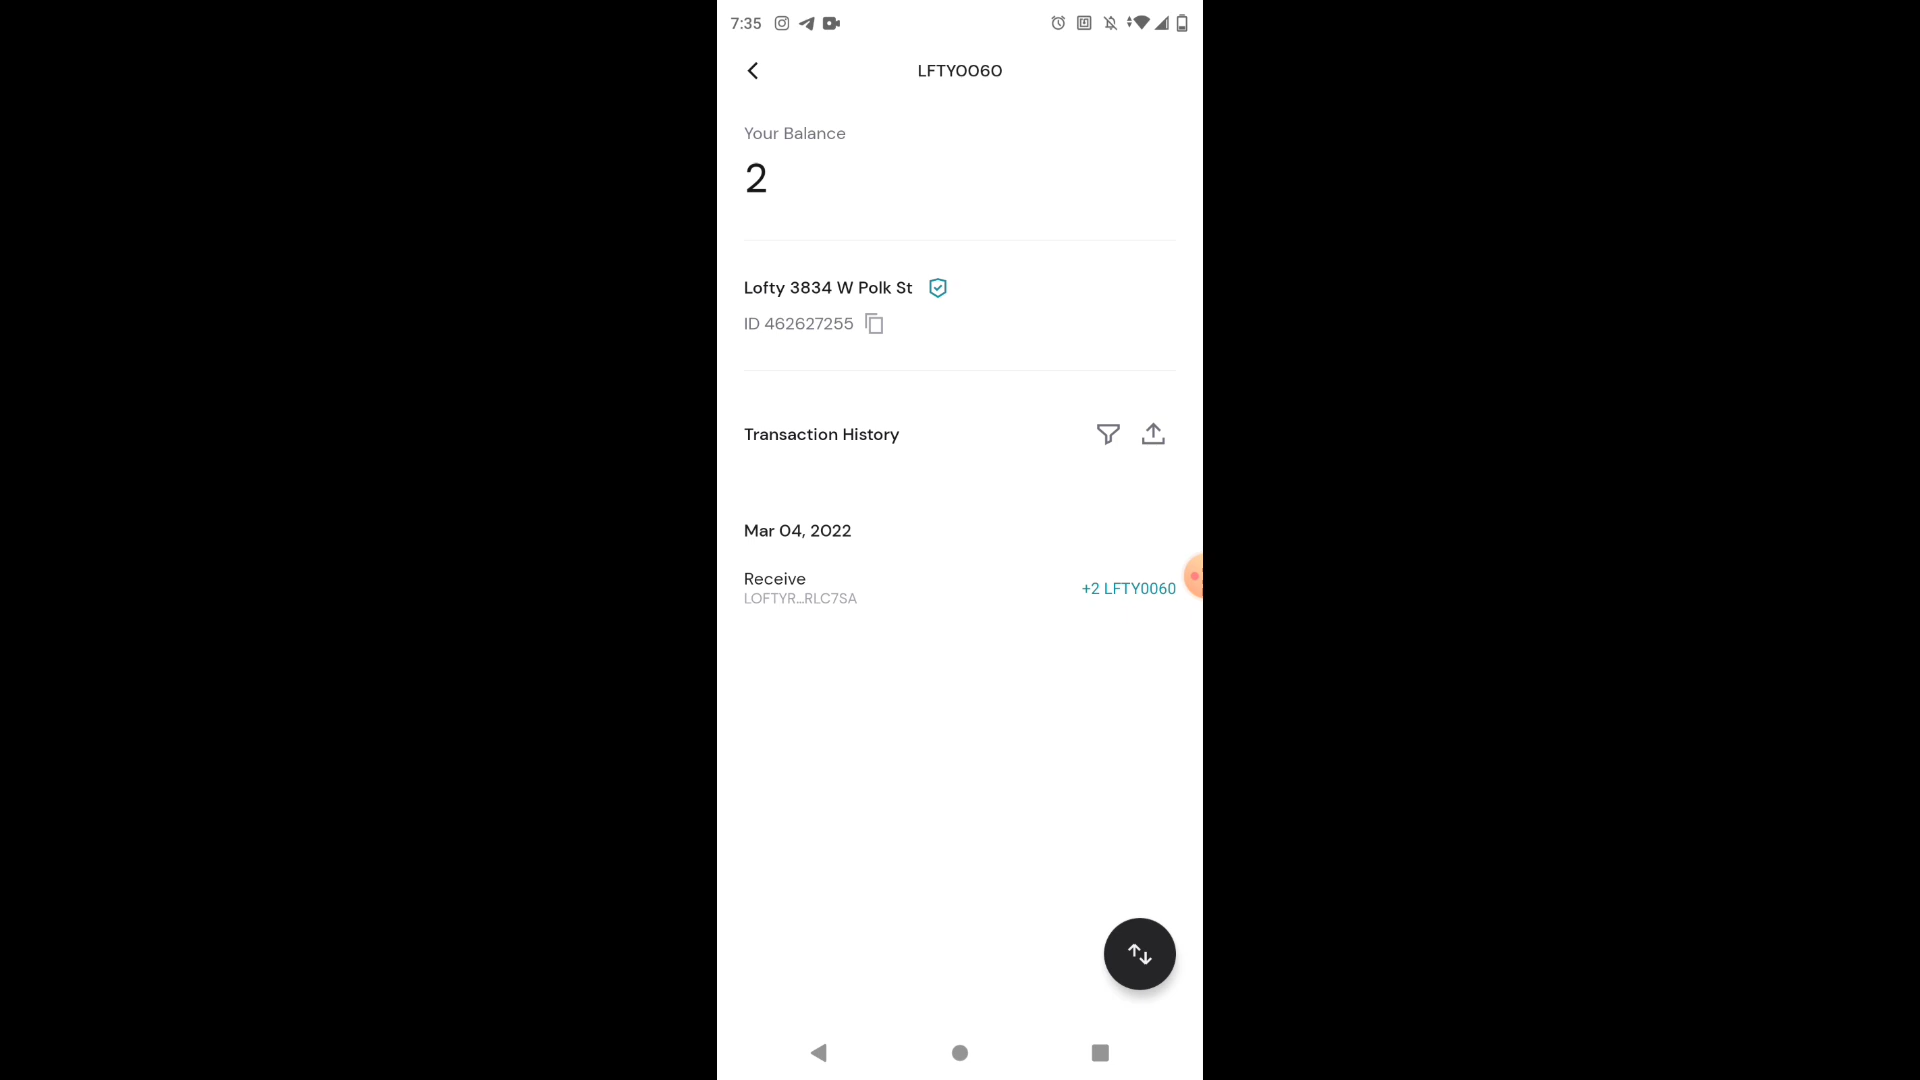 7:35
LFTY0060
Your Balance
2
Lofty 3834 W Polk St
ID 462627255
Transaction History
Mar 04, 2022
Receive
LOFTYR...RLC7SA
+2 LFTY0060